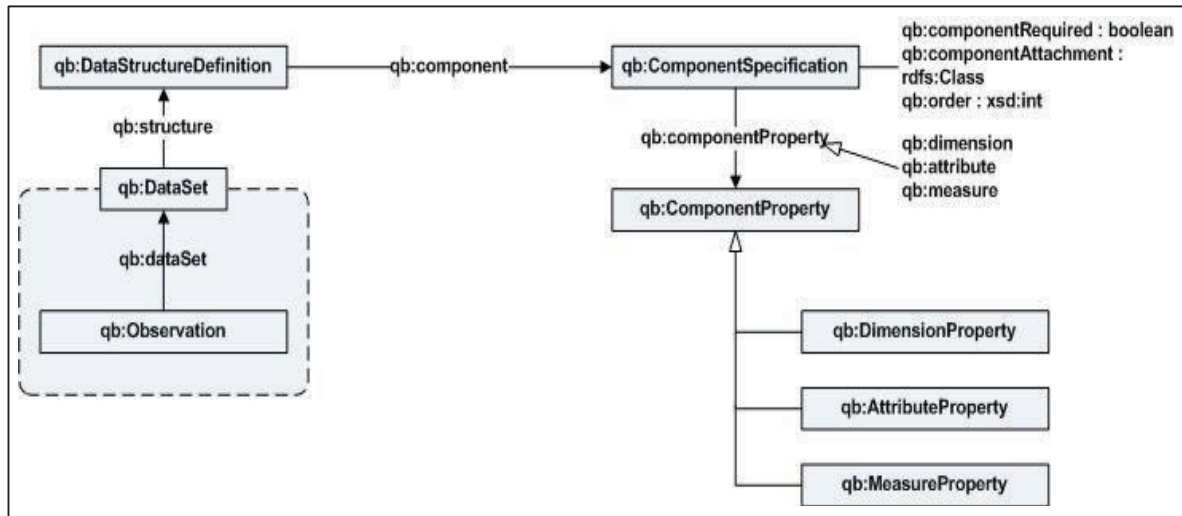 qb:DataStructureDefinition
qb:component
qb:ComponentSpecification
qb:componentRequired : boolean
qb:componentAttachment :
rdfs:Class
qb:order : xsd:int
qb:structure
qb:componentProperty
qb:dimension
qb:attribute
qb:measure
qb:DataSet
qb:ComponentProperty
qb:dataSet
qb:Observation
qb:DimensionProperty
qb:AttributeProperty
qb:MeasureProperty